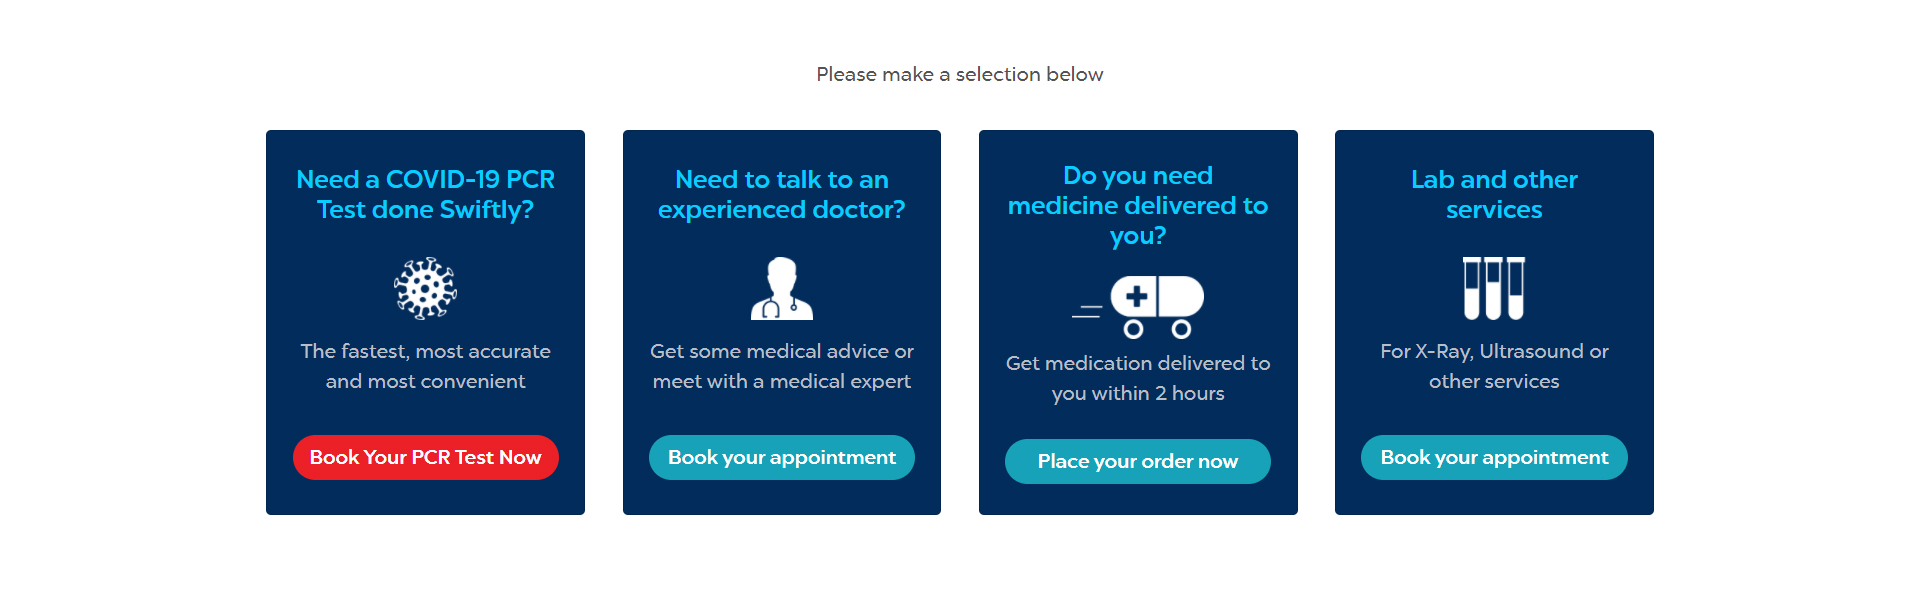 Please make a selection below
Need a COVID-19 PCR
Test done Swiftly?
The fastest, most accurate
and most convenient
Book Your PCR Test Now
Need to talk to an
experienced doctor?
Get some medical advice or
meet with a medical expert
Book your appointment
Do you need
medicine delivered to
you?
Get medication delivered to
you within 2 hours
Place your order now
Lab and other
services
For X-Ray, Ultrasound or
other services
Book your appointment